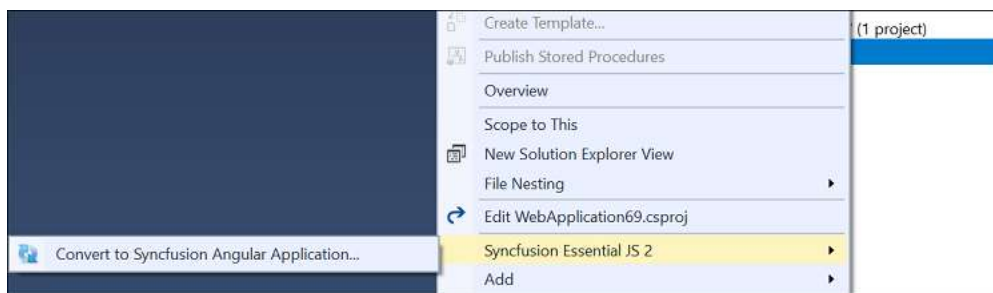 Create Template...
(1 project)
Publish Stored Procedures
Overview
Scope to This
New Solution Explorer View
File Nesting
Edit WebApplication69.csproj
Convert to Syncfusion Angular Application...
Syncfusion Essential JS 2
Add